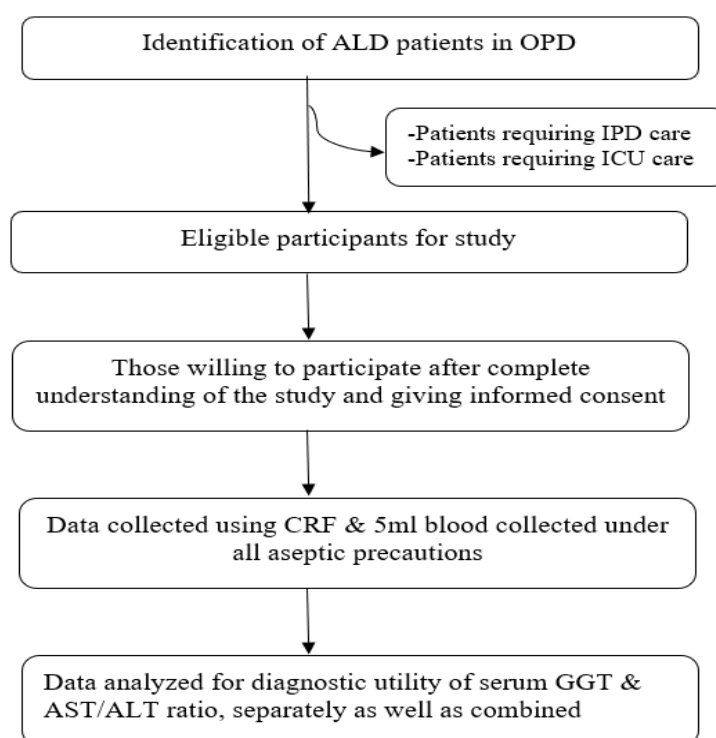 Identification of ALD patients in OPD
-Patients requiring IPD care
-Patients requiring ICU care
Eligible participants for study
Those willing to participate after complete
understanding of the study and giving informed consent
Data collected using CRF & 5ml blood collected under
all aseptic precautions
Data analyzed for diagnostic utility of serum GGT &
AST/ALT ratio, separately as well as combined